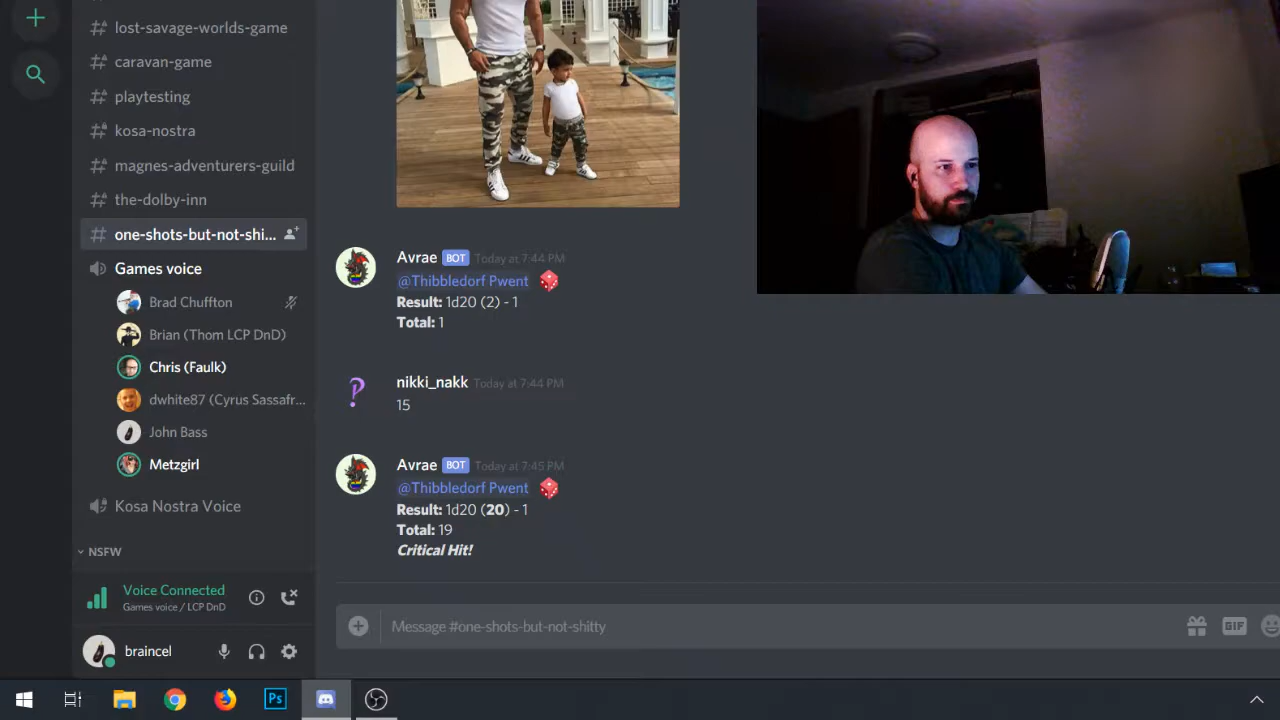 lost-savage-worlds-game
caravan-game
playtesting
kosa-nostra
magnes-adventurers-guild
the-dolby-inn
one-shots-but-not-shi...
Games voice
Brad Chuffton
Brian (Thom LCP DnD)
Chris (Faulk)
dwhite87 (Cyrus Sassafr...
John Bass
Metzgirl
Kosa Nostra Voice
NSFW
Voice Connected
Games voice / LCP DnD
braincel
Avrae BOT Today at 7:44 PM
@Thibbledorf Pwent
Result: 1d20 (2) - 1
Total: 1
nikki_nakk Today at 7:44 PM
15
Avrae BOT Today at 7:45 PM
@Thibbledorf Pwent
Result: 1d20 (20) - 1
Total: 19
Critical Hit!
Message #one-shots-but-not-shitty
GIF
Ps